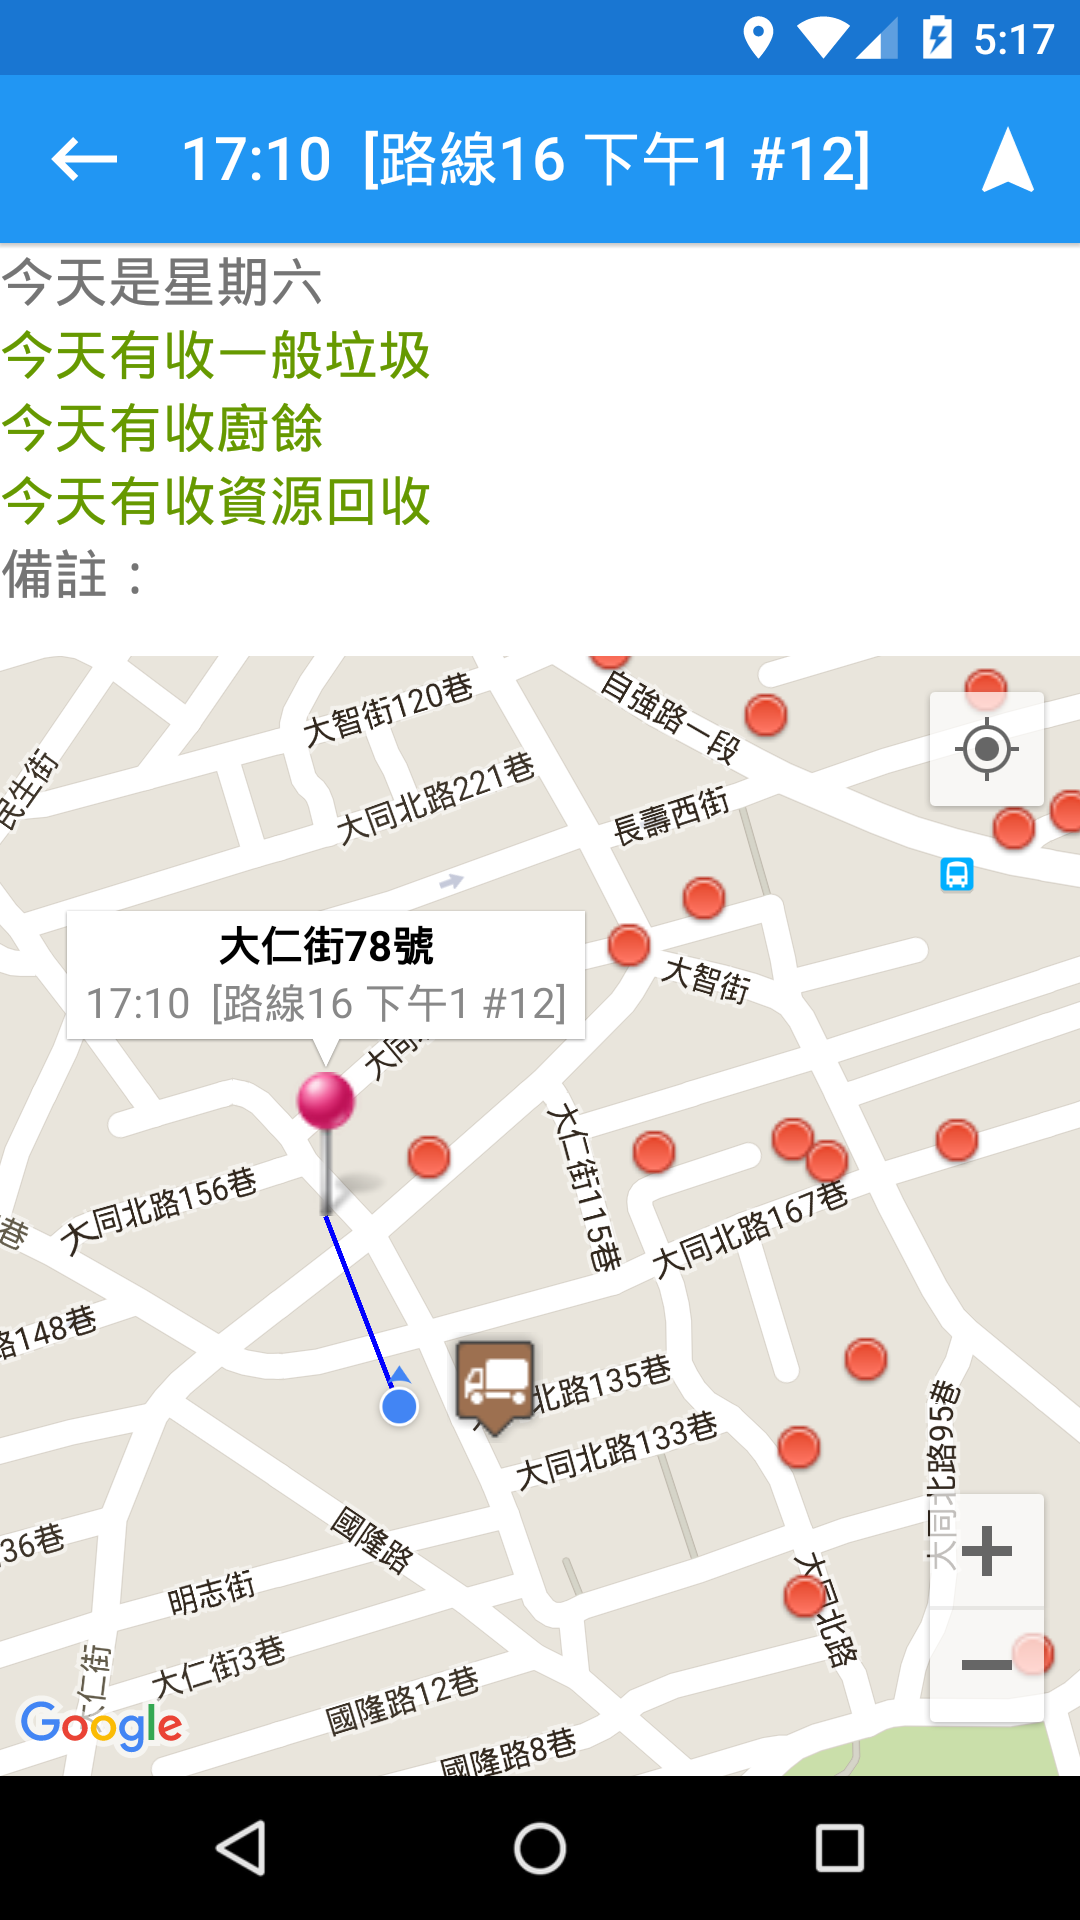 5:17
17:10 [路線16 下午1 #12]
今天是星期六
今天有收一般垃圾
今天有收廚餘
今天有收資源回收
備註：
大智街120巷
自強路一段
民生街
大同北路221巷
長壽西街
大仁街78號
17:10 [路線16 下午1 #12]
大智街
大同
大仁街115巷
大同北路156巷
巷
大同北路167巷
路148巷
北路135巷
大同北路95巷
大同北路133巷
國隆路
36巷
明志街
大同北路
大仁街3巷
大仁街
國隆路12巷
Google
國隆路8巷